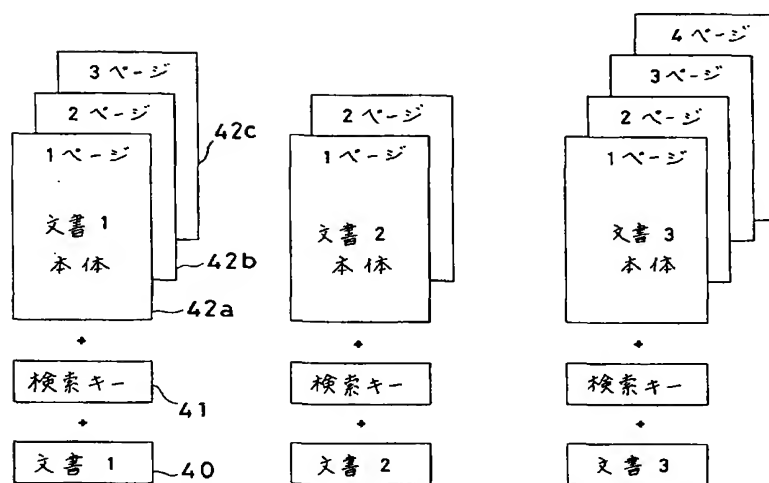 3ページ
2ページ
1ページ
文書 1
本体
42c
42b
42a
+
検索キー
41
+
文書 1
40
2ページ
1ページ
文書 2
本体
+
検索キー
+
文書 2
4ページ
3ページ
2ページ
1ページ
文書 3
本体
+
検索キー
+
文書 3